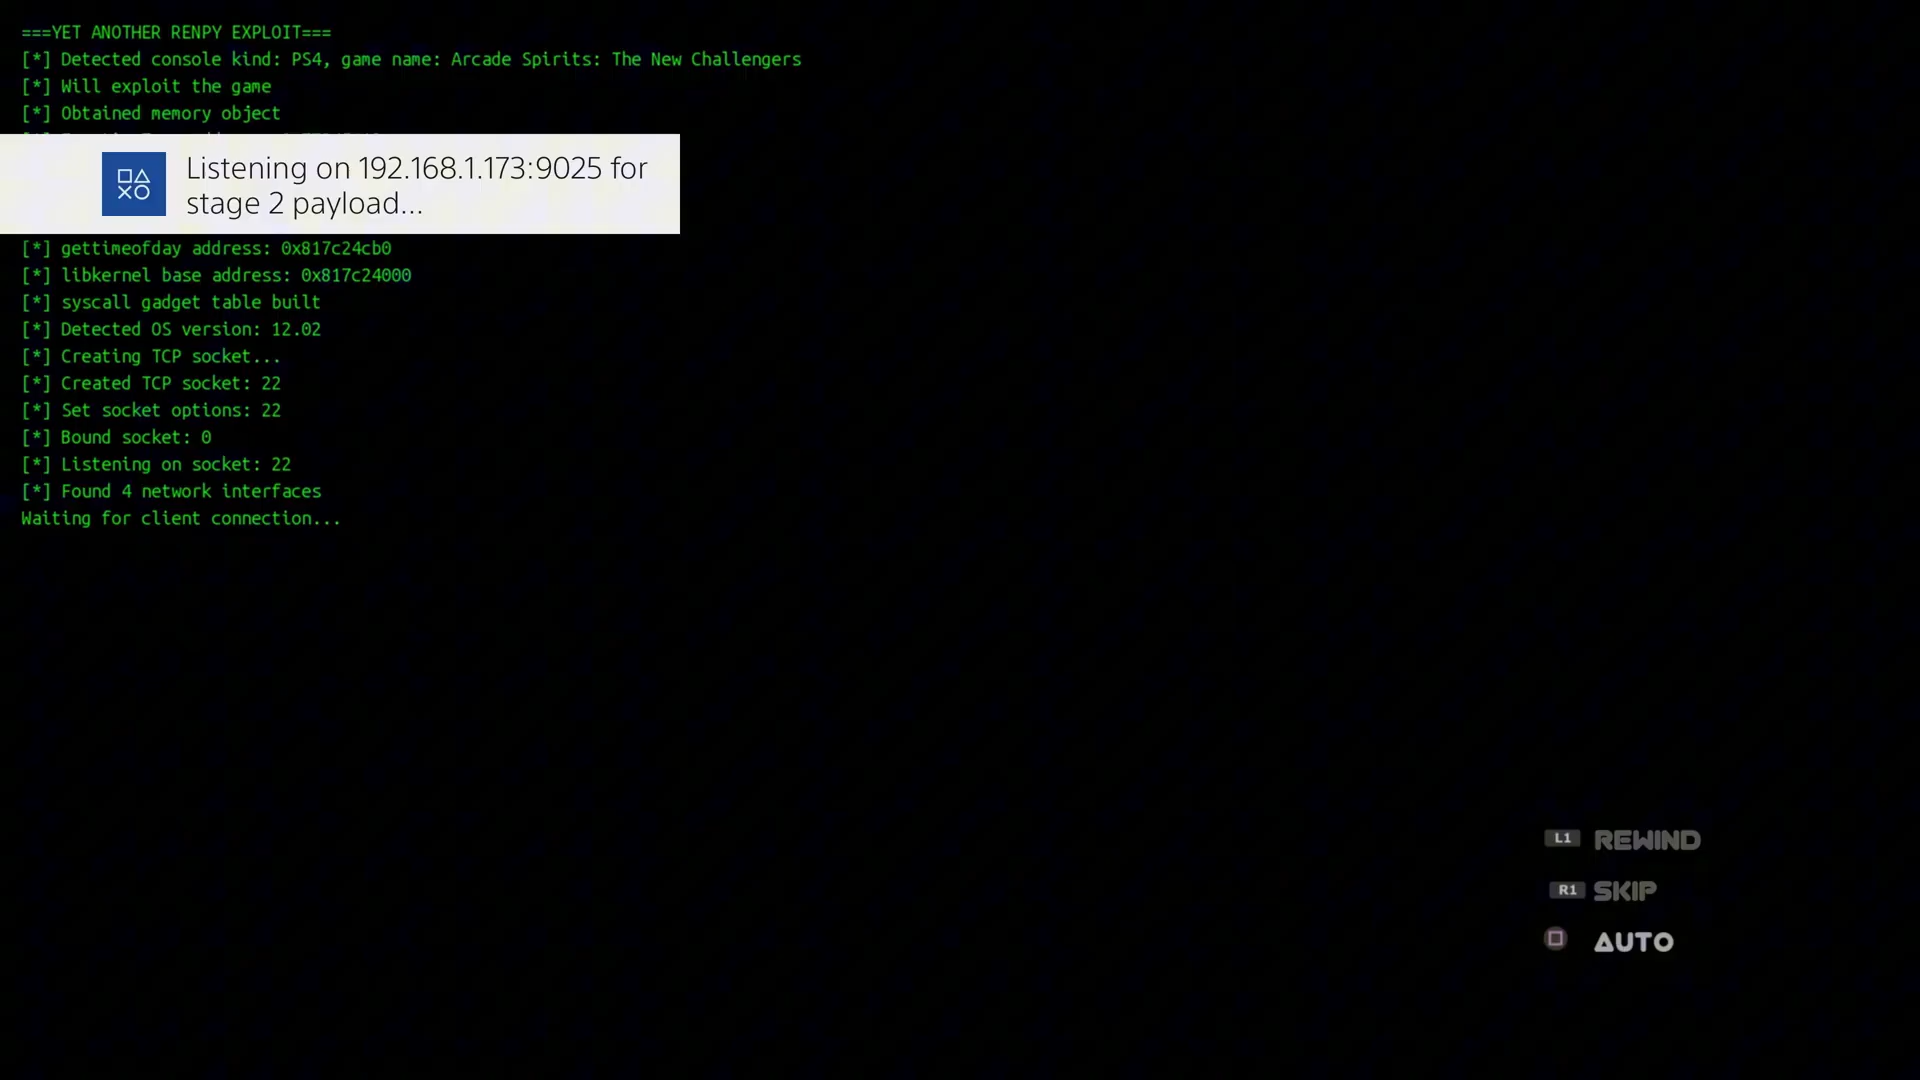 ===YET ANOTHER RENPY EXPLOIT===
[*] Detected console kind: PS4, game name: Arcade Spirits: The New Challengers
[*] Will exploit the game
[*] Obtained memory object
Listening on 192.168.1.173:9025 for
stage 2 payload...
[*] gettimeofday address: 0x817c24cb0
[*] libkernel base address: 0x817c24000
[*] syscall gadget table built
[*] Detected OS version: 12.02
[*] Creating TCP socket...
[*] Created TCP socket: 22
[*] Set socket options: 22
[*] Bound socket: 0
[*] Listening on socket: 22
[*] Found 4 network interfaces
Waiting for client connection...
L1 REWIND
R1 SKIP
AUTO